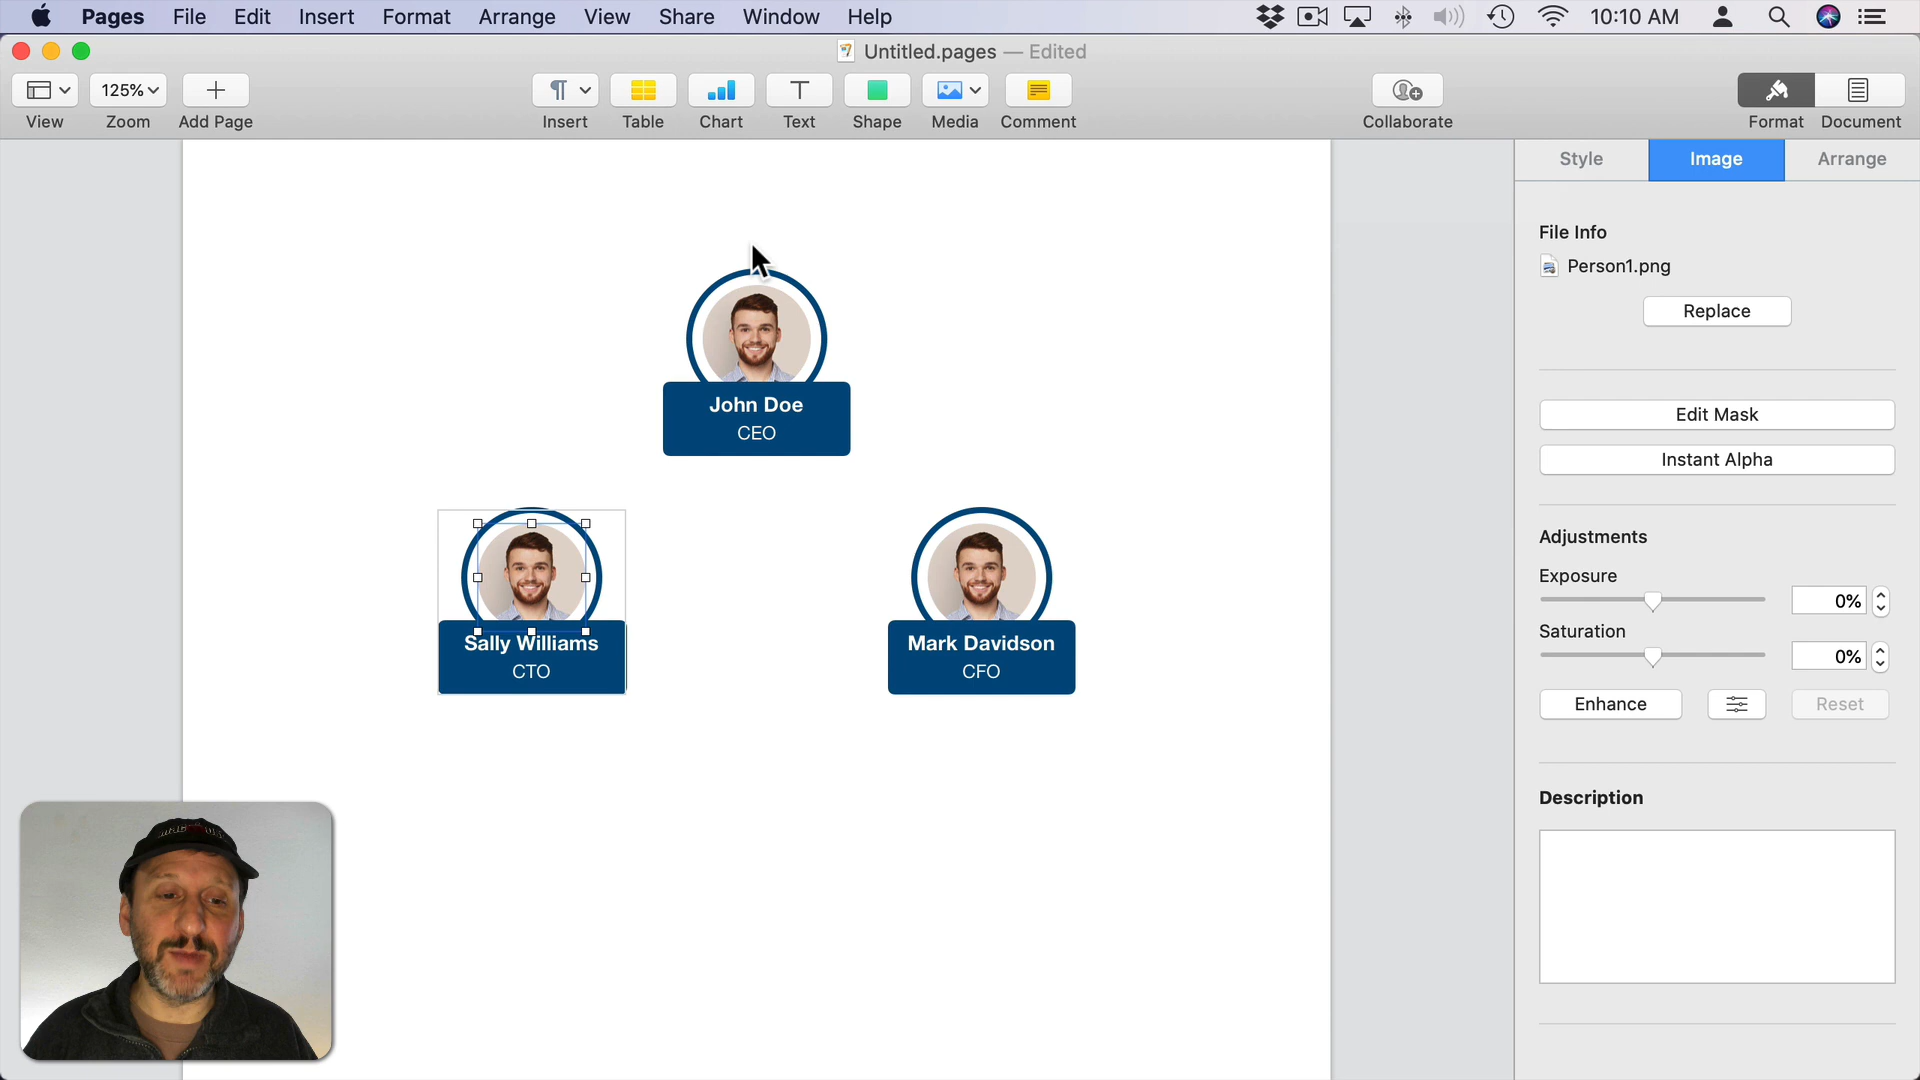 Pages File Edit Insert Format Arrange View Share Window Help 10:10 AM
Untitled.pages — Edited
125%
View Zoom Add Page Insert Table Chart Text Shape Media Comment Collaborate Format Document
Style Image Arrange
File Info
Person1.png
Replace
Edit Mask
Instant Alpha
Adjustments
Exposure
0%
Saturation
0%
Enhance Reset
Description
John Doe
CEO
Sally Williams
CTO
Mark Davidson
CFO